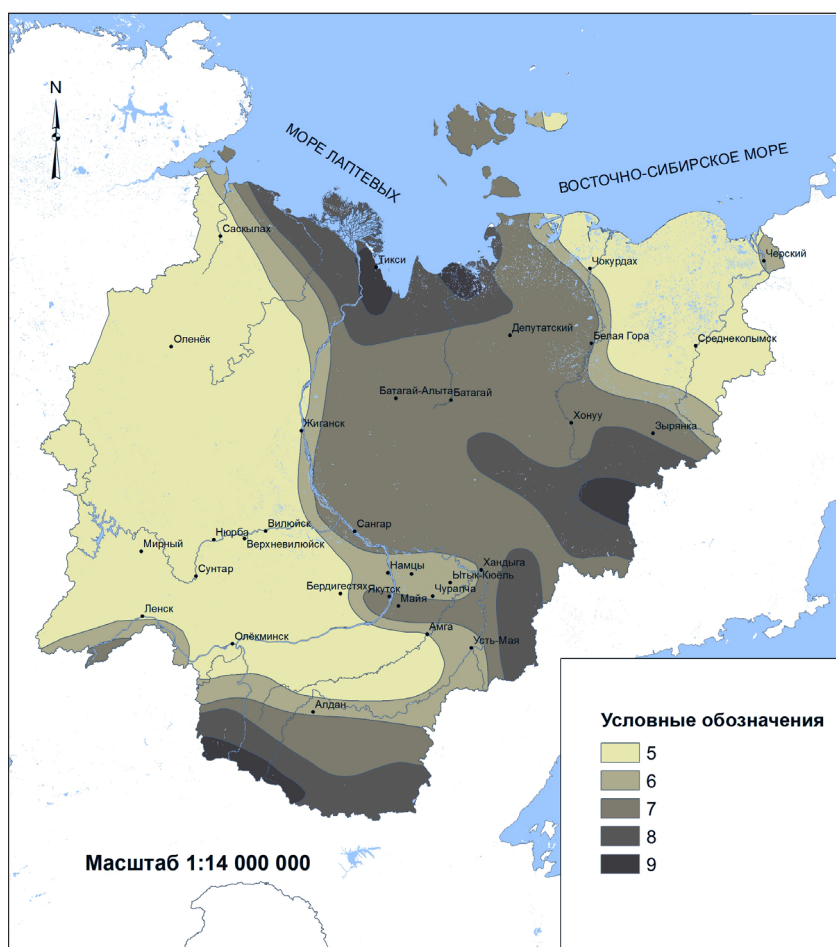 N
МОРЕ ЛАПТЕВЫХ
ВОСТОЧНО-СИБИРСКОЕ МОРЕ
Саскылах
Тикси
Чокурдах
Черский
Оленёк
Депутатский
Белая Гора
Среднеколымск
Батагай-Алыта
Батагай
Жиганск
Хонуу
Зырянка
Вилюйск
Сангар
Нюрба
Верхневилюйск
Мирный
Сунтар
Намцы
Хандыга
Ытык-Кюёль
Бердигестях
Якутск
Чурапча
Майя
Ленск
Олёкминск
Амга
Усть-Мая
Алдан
Условные обозначения
5
6
7
8
9
Масштаб 1:14 000 000